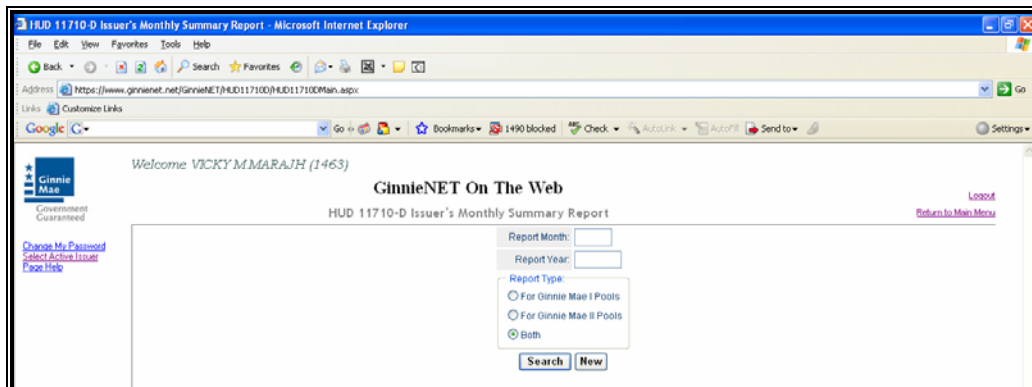 HUD 11710-D Issuer's Monthly Summary Report - Microsoft Internet Explorer
File Edit View Favorites Tools Help
Back Search Favorites
Address https://www.ginnienet.net/GinnieNET/HUD11710D/HUD11710DMain.aspx Go
Links Customize Links
Google G Go Bookmarks 1490 blocked ABC Check AutoLink AutoFill Send to Settings
Ginnie Mae
Government Guaranteed
Welcome VICKY M.MARAJH (1463)
GinnieNET On The Web
Logout
HUD 11710-D Issuer's Monthly Summary Report
Return to Main Menu
Change My Password
Select Active Issuer
Page Help
Report Month:
Report Year:
Report Type:
For Ginnie Mae I Pools
For Ginnie Mae II Pools
Both
Search New